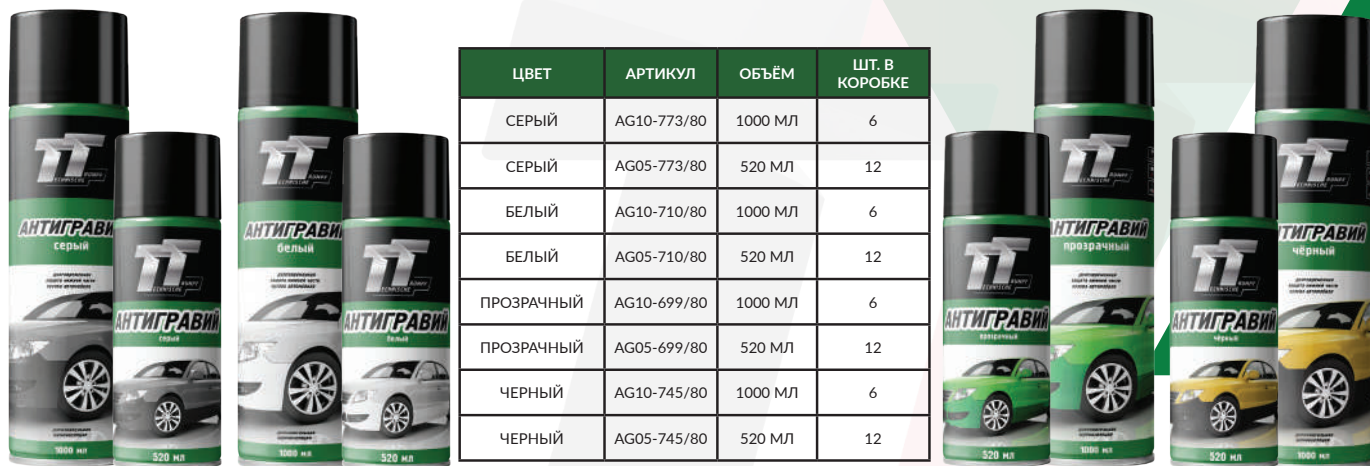 ЦВЕТ АРТИКУЛ ОБЪЁМ ШТ. В КОРОБКЕ
СЕРЫЙ AG10-773/80 1000 МЛ 6
СЕРЫЙ AG05-773/80 520 МЛ 12
БЕЛЫЙ AG10-710/80 1000 МЛ 6
БЕЛЫЙ AG05-710/80 520 МЛ 12
ПРОЗРАЧНЫЙ AG10-699/80 1000 МЛ 6
ПРОЗРАЧНЫЙ AG05-699/80 520 МЛ 12
ЧЕРНЫЙ AG10-745/80 1000 МЛ 6
ЧЕРНЫЙ AG05-745/80 520 МЛ 12
АНТИГРАВИЙ
серый
1000 мл
АНТИГРАВИЙ
серый
520 мл
АНТИГРАВИ
белый
1000 мл
АНТИГРАВИЙ
белый
520 мл
АНТИГРАВИЙ
прозрачный
520 мл
НТИГРАВИЙ
прозрачный
1000 мл
АНТИГРАВИЙ
чёрный
520 мл
ТИГРАВИЙ
чёрный
1000 мл